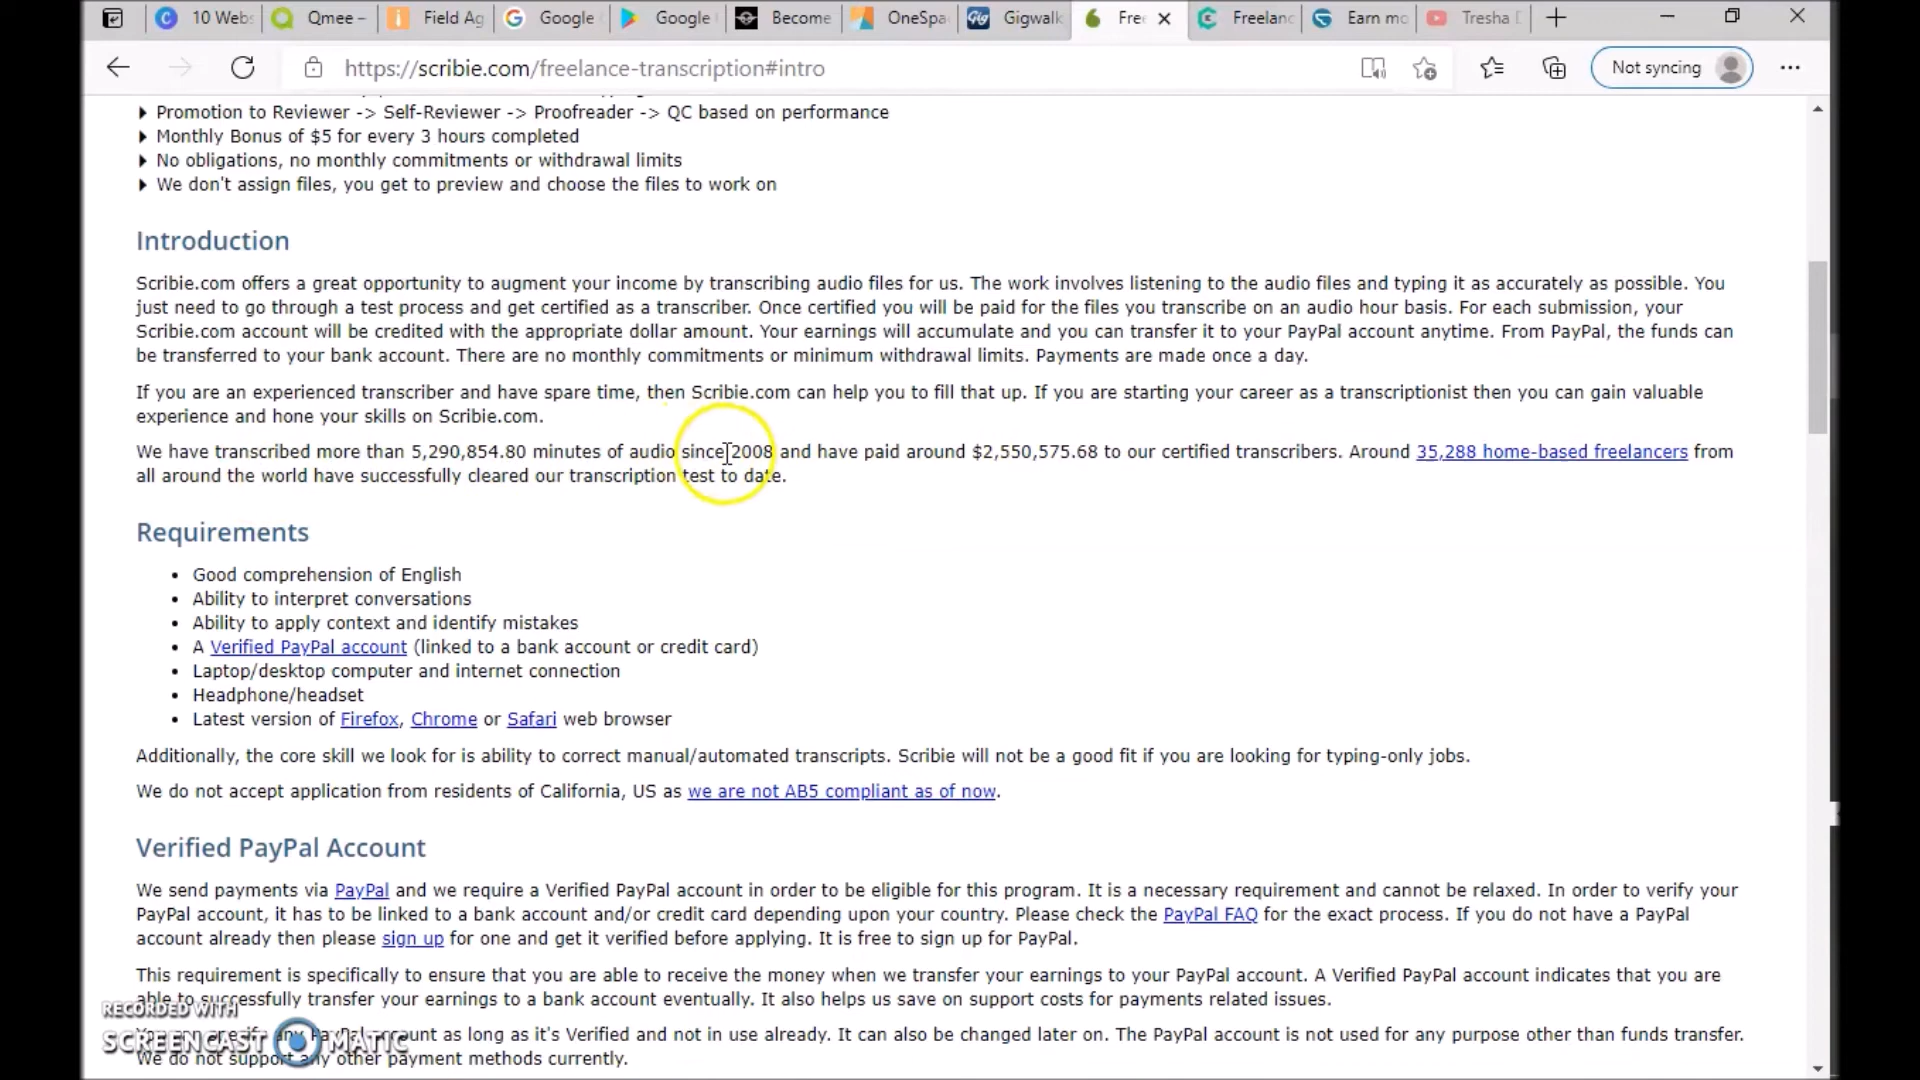 10 Webs
Qmee –
Field Ag
Google
Google
Become
OneSpa
Gigwalk
Free
Freelanc
Earn mo
Tresha D
https://scribie.com/freelance-transcription#intro
Not syncing
Promotion to Reviewer -> Self-Reviewer -> Proofreader -> QC based on performance
Monthly Bonus of $5 for every 3 hours completed
No obligations, no monthly commitments or withdrawal limits
We don't assign files, you get to preview and choose the files to work on
Introduction
Scribie.com offers a great opportunity to augment your income by transcribing audio files for us. The work involves listening to the audio files and typing it as accurately as possible. You
just need to go through a test process and get certified as a transcriber. Once certified you will be paid for the files you transcribe on an audio hour basis. For each submission, your
Scribie.com account will be credited with the appropriate dollar amount. Your earnings will accumulate and you can transfer it to your PayPal account anytime. From PayPal, the funds can
be transferred to your bank account. There are no monthly commitments or minimum withdrawal limits. Payments are made once a day.
If you are an experienced transcriber and have spare time, then Scribie.com can help you to fill that up. If you are starting your career as a transcriptionist then you can gain valuable
experience and hone your skills on Scribie.com.
We have transcribed more than 5,290,854.80 minutes of audio since 2008 and have paid around $2,550,575.68 to our certified transcribers. Around 35,288 home-based freelancers from
all around the world have successfully cleared our transcription test to date.
Requirements
Good comprehension of English
Ability to interpret conversations
Ability to apply context and identify mistakes
A Verified PayPal account (linked to a bank account or credit card)
Laptop/desktop computer and internet connection
Headphone/headset
Latest version of Firefox, Chrome or Safari web browser
Additionally, the core skill we look for is ability to correct manual/automated transcripts. Scribie will not be a good fit if you are looking for typing-only jobs.
We do not accept application from residents of California, US as we are not AB5 compliant as of now.
Verified PayPal Account
We send payments via PayPal and we require a Verified PayPal account in order to be eligible for this program. It is a necessary requirement and cannot be relaxed. In order to verify your
PayPal account, it has to be linked to a bank account and/or credit card depending upon your country. Please check the PayPal FAQ for the exact process. If you do not have a PayPal
account already then please sign up for one and get it verified before applying. It is free to sign up for PayPal.
This requirement is specifically to ensure that you are able to receive the money when we transfer your earnings to your PayPal account. A Verified PayPal account indicates that you are
able to successfully transfer your earnings to a bank account eventually. It also helps us save on support costs for payments related issues.
You can specify any PayPal account as long as it's Verified and not in use already. It can also be changed later on. The PayPal account is not used for any purpose other than funds transfer.
We do not support any other payment methods currently.
RECORDED WITH
SCREENCAST MATIC